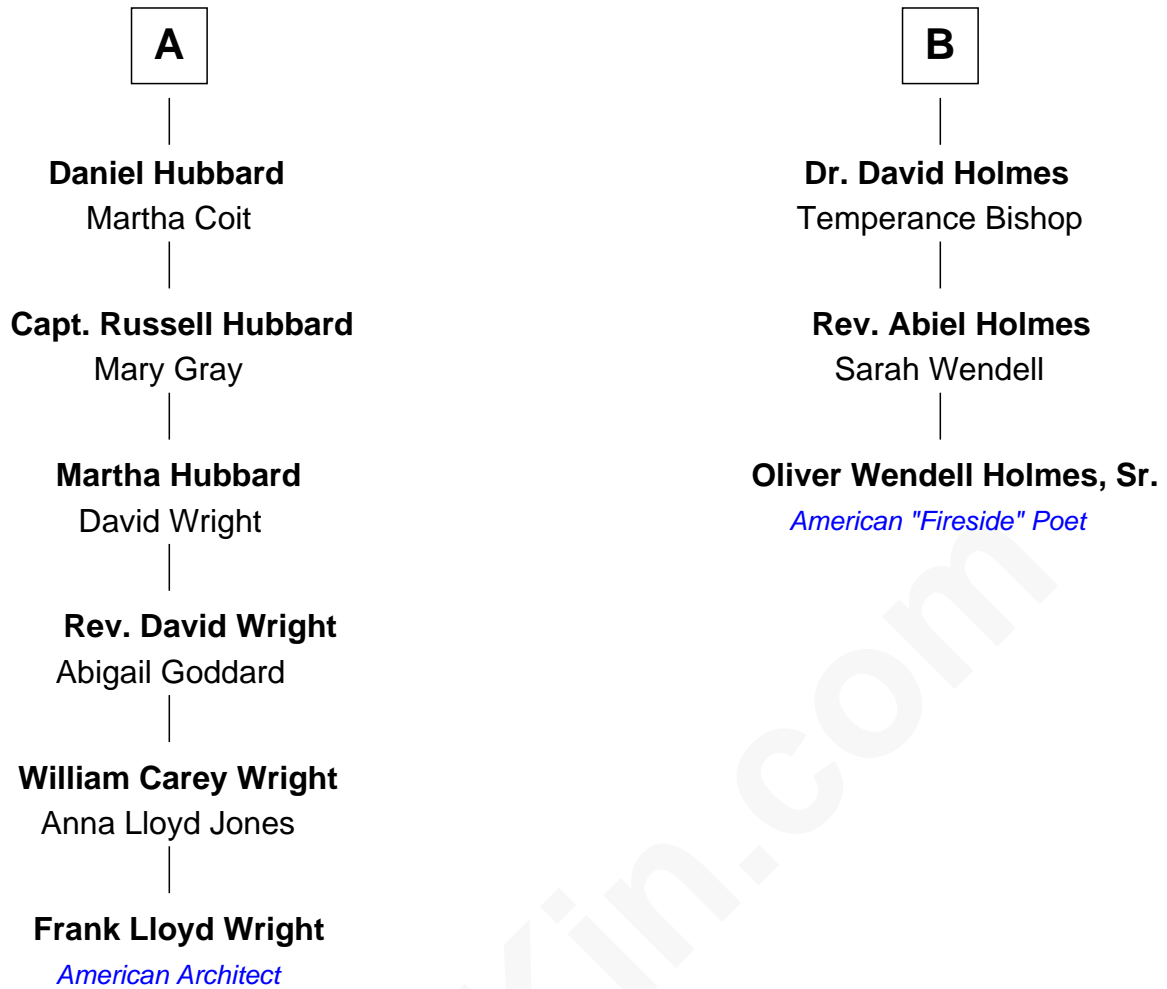 A
Daniel Hubbard
Martha Coit
Capt. Russell Hubbard
Mary Gray
Martha Hubbard
David Wright
Rev. David Wright
Abigail Goddard
William Carey Wright
Anna Lloyd Jones
Frank Lloyd Wright
American Architect
B
Dr. David Holmes
Temperance Bishop
Rev. Abiel Holmes
Sarah Wendell
Oliver Wendell Holmes, Sr.
American "Fireside" Poet
Kin.com